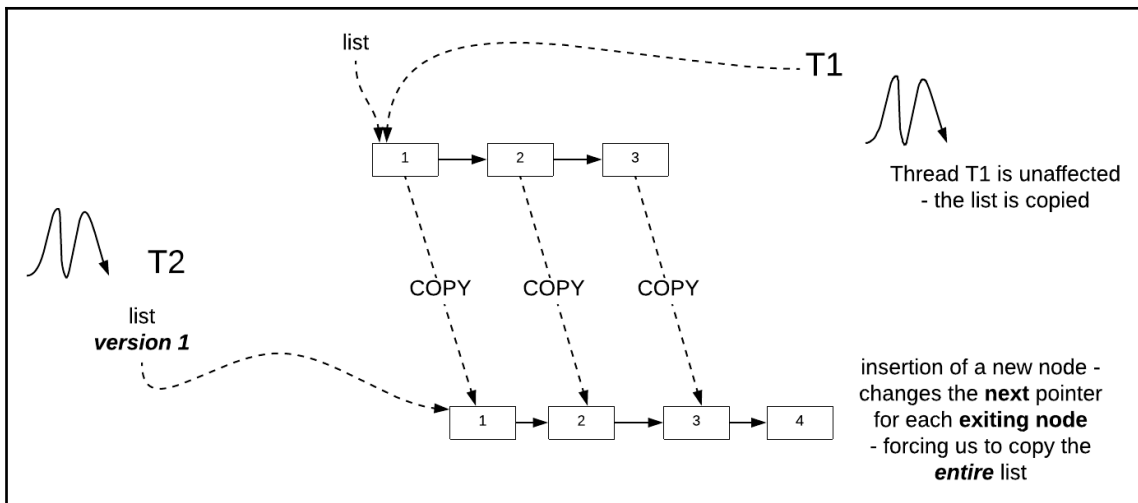 list
T1
1
2
3
Thread T1 is unaffected
- the list is copied
T2
COPY
COPY
COPY
list
version 1
insertion of a new node -
changes the next pointer
for each exiting node
- forcing us to copy the
entire list
1
2
3
4